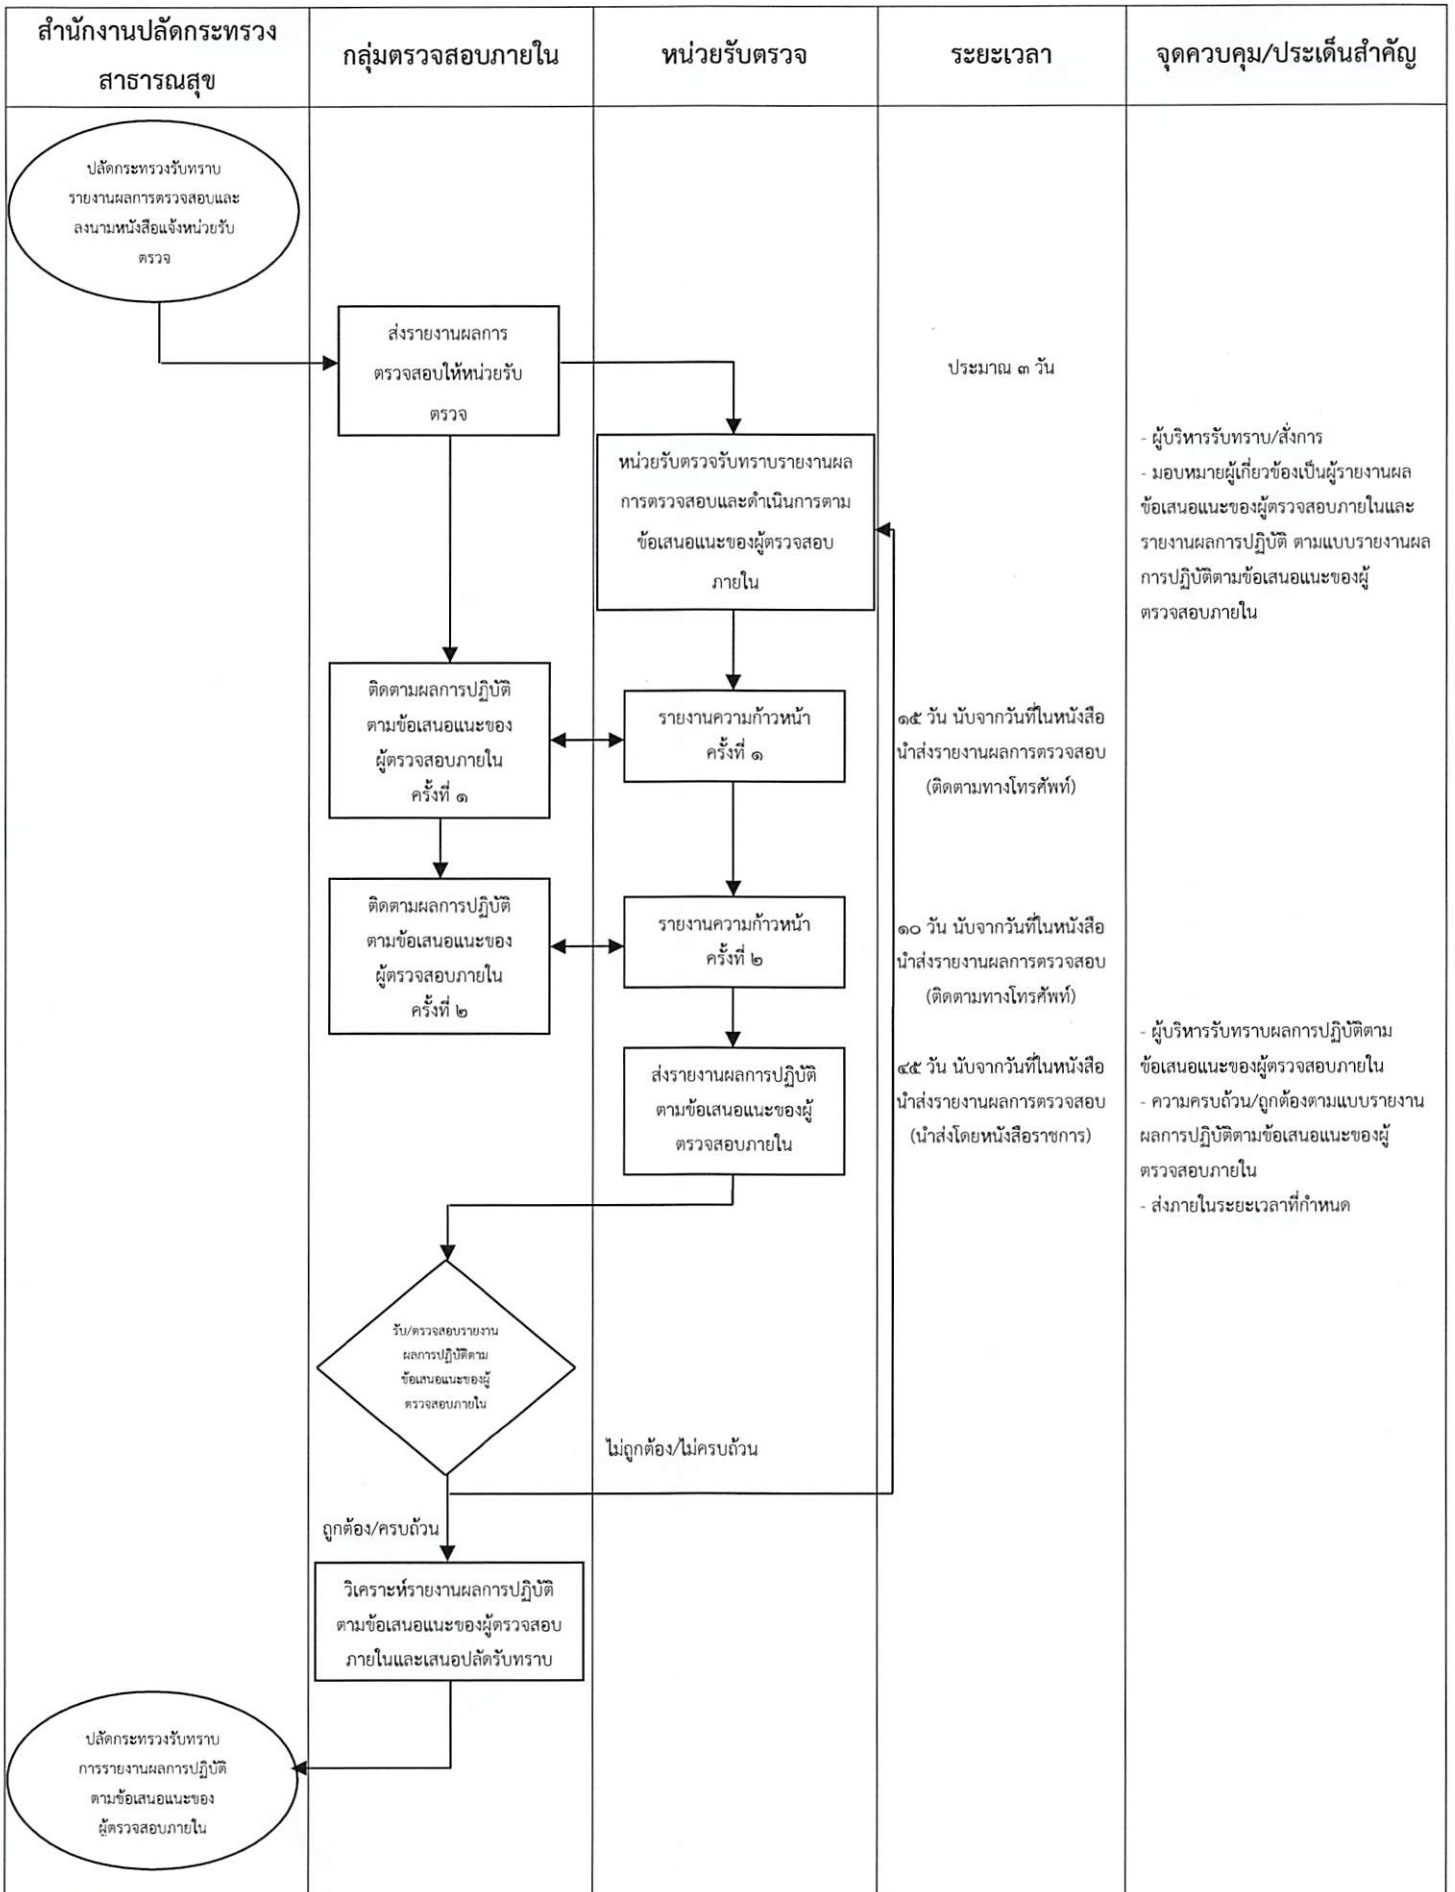 สำนักงานปลัดกระทรวง
สาธารณสุข
กลุ่มตรวจสอบภายใน
หน่วยรับตรวจ
ระยะเวลา
จุดควบคุม/ประเด็นสำคัญ
ปลัดกระทรวงรับทราบ
รายงานผลการตรวจสอบและ
ลงนามหนังสือแจ้งหน่วยรับ
ตรวจ
ส่งรายงานผลการ
ตรวจสอบให้หน่วยรับ
ตรวจ
ประมาณ ๓ วัน
หน่วยรับตรวจรับทราบรายงานผล
การตรวจสอบและดำเนินการตาม
ข้อเสนอแนะของผู้ตรวจสอบ
ภายใน
- ผู้บริหารรับทราบ/สั่งการ
- มอบหมายผู้เกี่ยวข้องเป็นผู้รายงานผล
ข้อเสนอแนะของผู้ตรวจสอบภายในและ
รายงานผลการปฏิบัติ ตามแบบรายงานผล
การปฏิบัติตามข้อเสนอแนะของผู้
ตรวจสอบภายใน
ติดตามผลการปฏิบัติ
ตามข้อเสนอแนะของ
ผู้ตรวจสอบภายใน
ครั้งที่ ๑
รายงานความก้าวหน้า
ครั้งที่ ๑
๑๕ วัน นับจากวันที่ในหนังสือ
นำส่งรายงานผลการตรวจสอบ
(ติดตามทางโทรศัพท์)
ติดตามผลการปฏิบัติ
ตามข้อเสนอแนะของ
ผู้ตรวจสอบภายใน
ครั้งที่ ๒
รายงานความก้าวหน้า
ครั้งที่ ๒
๑๐ วัน นับจากวันที่ในหนังสือ
นำส่งรายงานผลการตรวจสอบ
(ติดตามทางโทรศัพท์)
ส่งรายงานผลการปฏิบัติ
ตามข้อเสนอแนะของผู้
ตรวจสอบภายใน
๔๕ วัน นับจากวันที่ในหนังสือ
นำส่งรายงานผลการตรวจสอบ
(นำส่งโดยหนังสือราชการ)
- ผู้บริหารรับทราบผลการปฏิบัติตาม
ข้อเสนอแนะของผู้ตรวจสอบภายใน
- ความครบถ้วน/ถูกต้องตามแบบรายงาน
ผลการปฏิบัติตามข้อเสนอแนะของผู้
ตรวจสอบภายใน
- ส่งภายในระยะเวลาที่กำหนด
รับ/ตรวจสอบรายงาน
ผลการปฏิบัติตาม
ข้อเสนอแนะของผู้
ตรวจสอบภายใน
ไม่ถูกต้อง/ไม่ครบถ้วน
ถูกต้อง/ครบถ้วน
วิเคราะห์รายงานผลการปฏิบัติ
ตามข้อเสนอแนะของผู้ตรวจสอบ
ภายในและเสนอปลัดรับทราบ
ปลัดกระทรวงรับทราบ
การรายงานผลการปฏิบัติ
ตามข้อเสนอแนะของ
ผู้ตรวจสอบภายใน